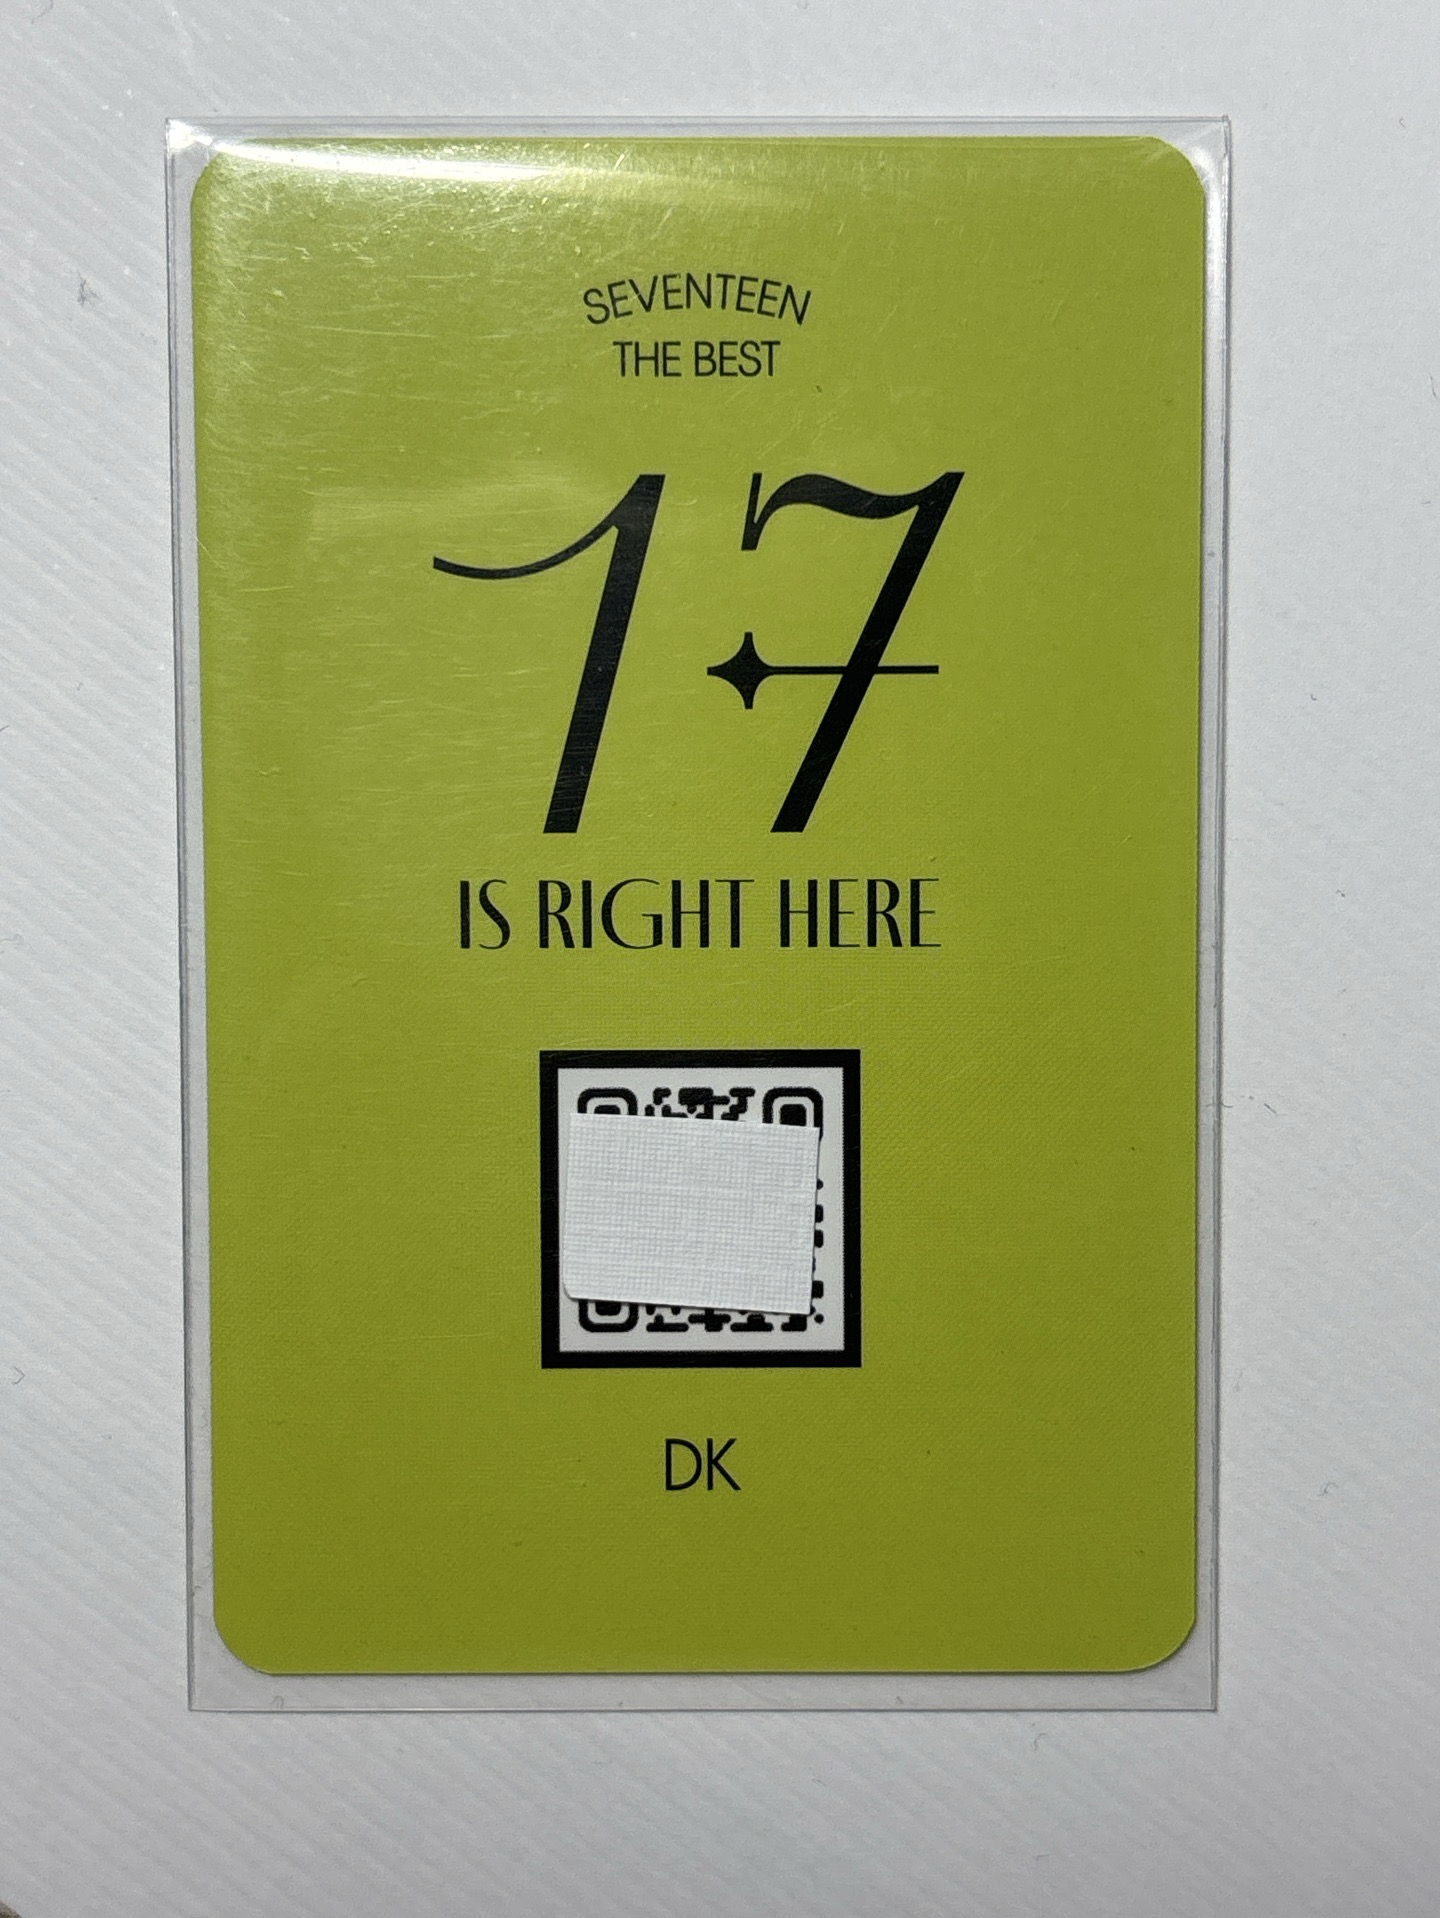 SEVENTEEN
THE BEST
17
IS RIGHT HERE
DK